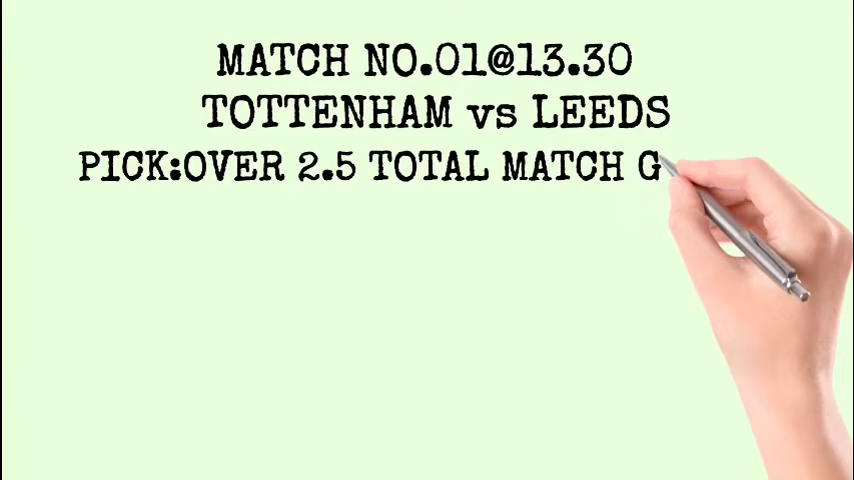 MATCH NO.01@13.30
TOTTENHAM vs LEEDS
PICK:OVER 2.5 TOTAL MATCH G